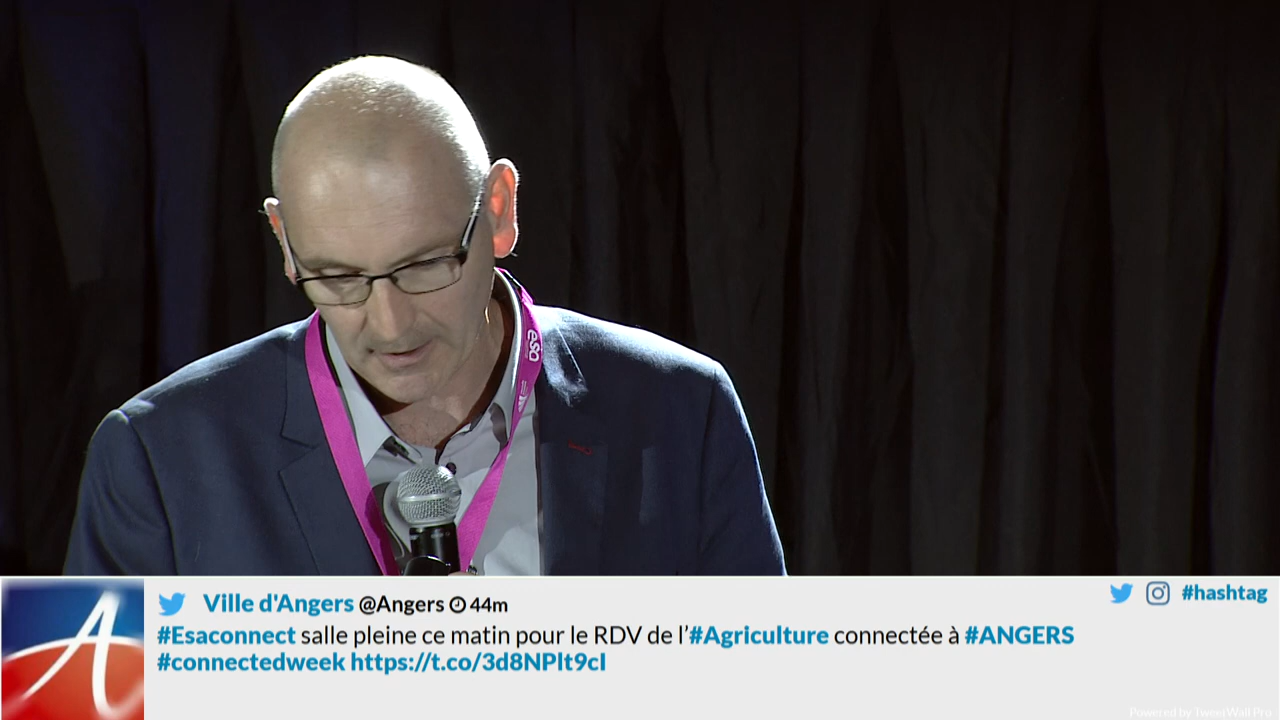 esa
Ville d'Angers @Angers 44m
#hashtag
#Esaconnect salle pleine ce matin pour le RDV de l'#Agriculture connectée à #ANGERS
#connectedweek https://t.co/3d8NPlt9cI
Powered by TweetWall Pro